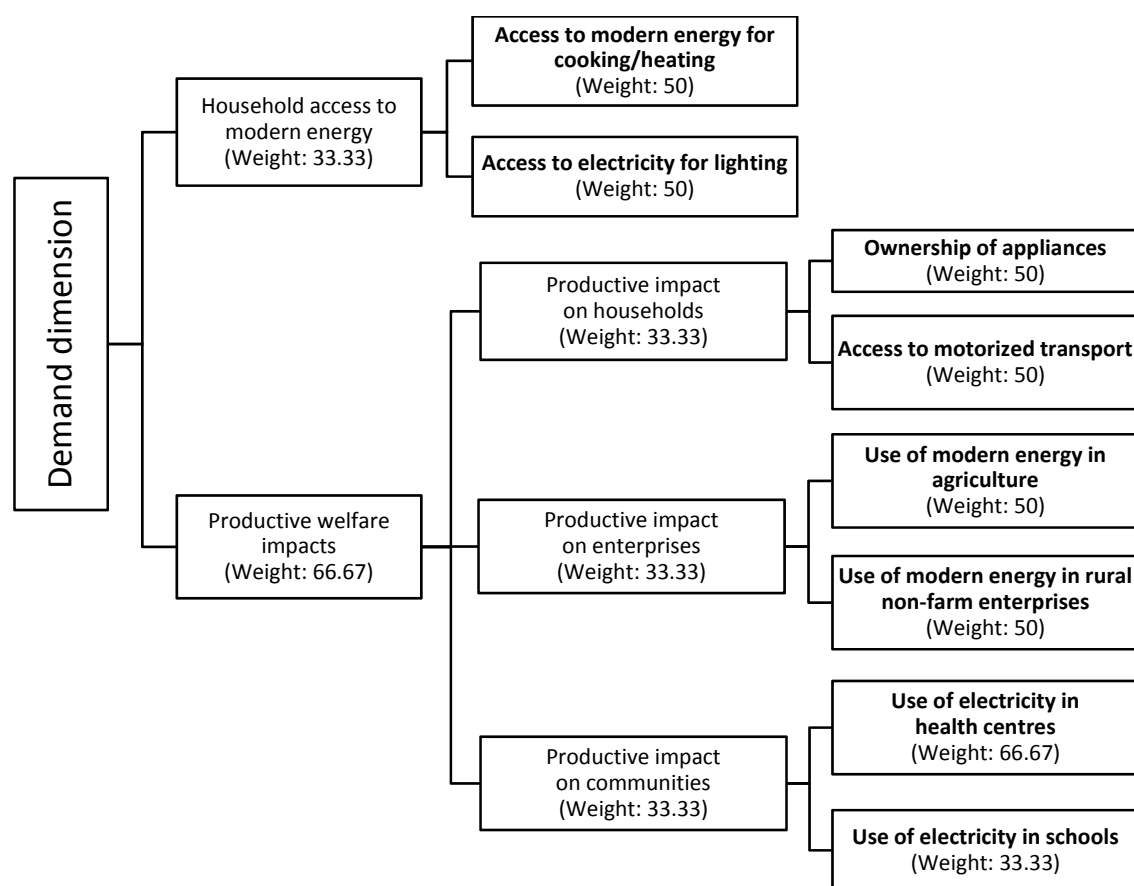 Demand dimension
Household access to
modern energy
(Weight: 33.33)
Access to modern energy for
cooking/heating
(Weight: 50)
Access to electricity for lighting
(Weight: 50)
Productive welfare
impacts
(Weight: 66.67)
Productive impact
on households
(Weight: 33.33)
Ownership of appliances
(Weight: 50)
Access to motorized transport
(Weight: 50)
Productive impact
on enterprises
(Weight: 33.33)
Use of modern energy in
agriculture
(Weight: 50)
Use of modern energy in rural
non-farm enterprises
(Weight: 50)
Productive impact
on communities
(Weight: 33.33)
Use of electricity in
health centres
(Weight: 66.67)
Use of electricity in schools
(Weight: 33.33)